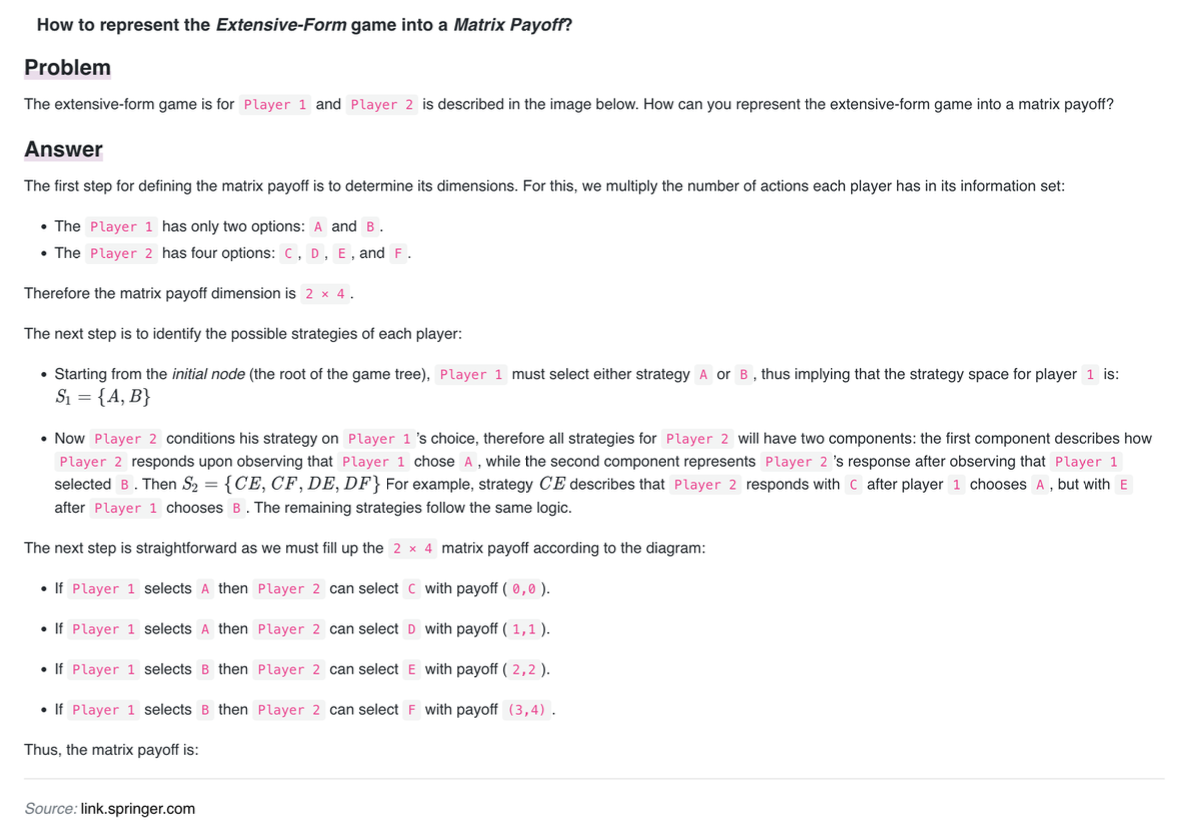 How to represent the Extensive-Form game into a Matrix Payoff?
Problem
The extensive-form game is for Player 1 and Player 2 is described in the image below. How can you represent the extensive-form game into a matrix payoff?
Answer
The first step for defining the matrix payoff is to determine its dimensions. For this, we multiply the number of actions each player has in its information set:
• The Player 1 has only two options: A and B .
• The Player 2 has four options: C , D , E , and F .
Therefore the matrix payoff dimension is 2 × 4 .
The next step is to identify the possible strategies of each player:
• Starting from the initial node (the root of the game tree), Player 1 must select either strategy A or B , thus implying that the strategy space for player 1 is:
S₁ = {A, B}
• Now Player 2 conditions his strategy on Player 1 's choice, therefore all strategies for Player 2 will have two components: the first component describes how
Player 2 responds upon observing that Player 1 chose A , while the second component represents Player 2 's response after observing that Player 1
selected B . Then S₂ = {CE, CF, DE, DF} For example, strategy CE describes that Player 2 responds with C after player 1 chooses A , but with E
after Player 1 chooses B . The remaining strategies follow the same logic.
The next step is straightforward as we must fill up the 2 × 4 matrix payoff according to the diagram:
• If Player 1 selects A then Player 2 can select C with payoff ( 0,0 ).
• If Player 1 selects A then Player 2 can select D with payoff ( 1,1 ).
• If Player 1 selects B then Player 2 can select E with payoff ( 2,2 ).
• If Player 1 selects B then Player 2 can select F with payoff (3,4) .
Thus, the matrix payoff is:
Source: link.springer.com